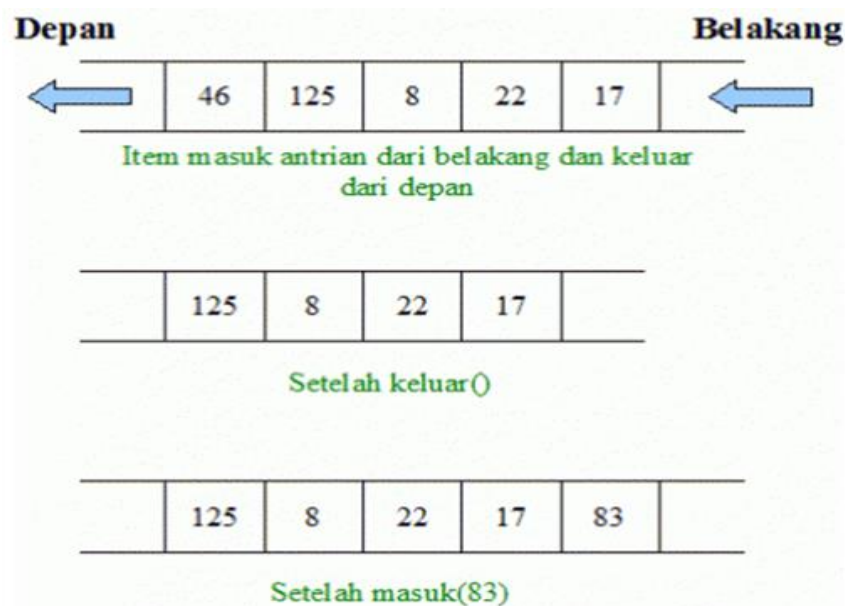 Depan Belakang
46 125 8 22 17
Item masuk antrian dari belakang dan keluar
dari depan
125 8 22 17
Setelah keluar()
125 8 22 17 83
Setelah masuk(83)